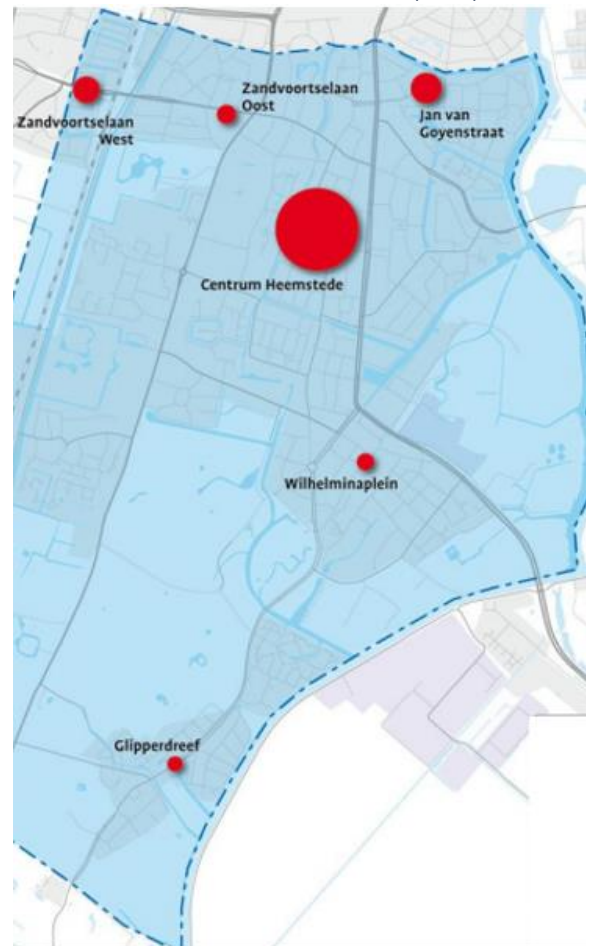 Zandvoortselaan
Oost
Zandvoortselaan
West
Jan van
Goyenstraat
Centrum Heemstede
Wilhelminaplein
Glipperdreef